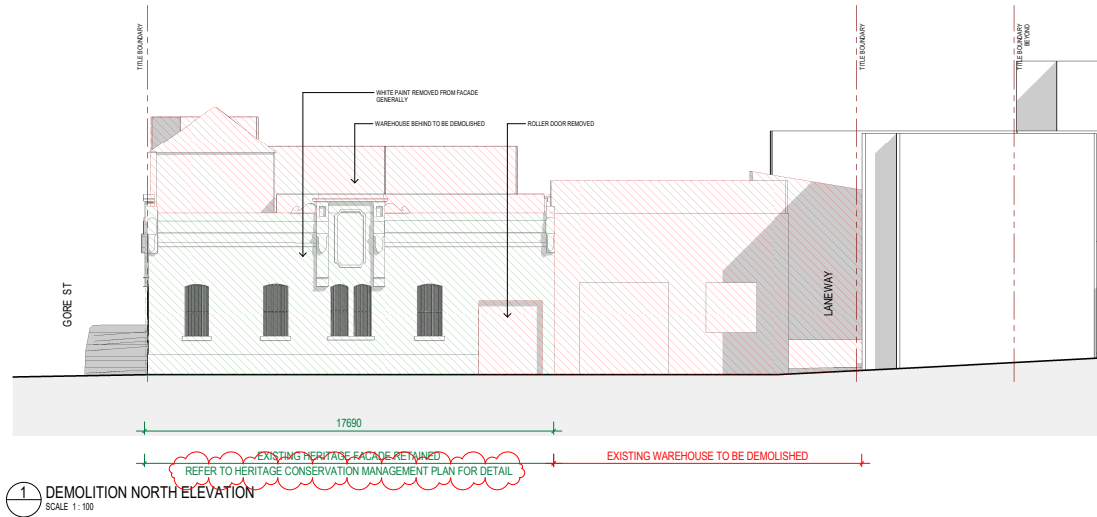 TITLE BOUNDARY
TITLE BOUNDARY
TITLE BOUNDARY
BEYOND
WHITE PAINT REMOVED FROM FACADE
GENERALLY
WAREHOUSE BEHIND TO BE DEMOLISHED
ROLLER DOOR REMOVED
GORE ST
LANEWAY
17690
EXISTING HERITAGE FACADE RETAINED
EXISTING WAREHOUSE TO BE DEMOLISHED
REFER TO HERITAGE CONSERVATION MANAGEMENT PLAN FOR DETAIL
1
DEMOLITION NORTH ELEVATION
SCALE 1 : 100